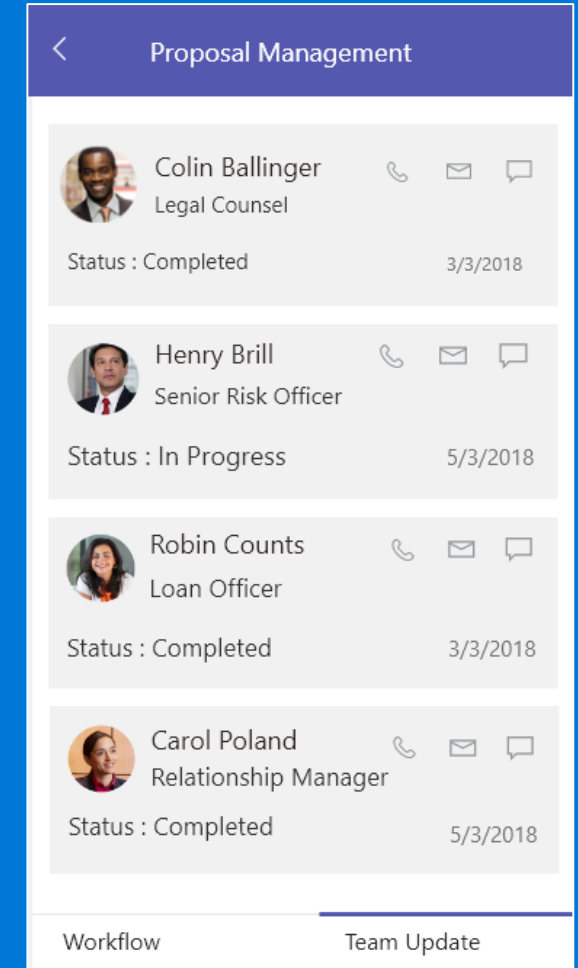 Proposal Management
Colin Ballinger
Legal Counsel
Status : Completed 3/3/2018
Henry Brill
Senior Risk Officer
Status : In Progress 5/3/2018
Robin Counts
Loan Officer
Status : Completed 3/3/2018
Carol Poland
Relationship Manager
Status : Completed 5/3/2018
Workflow Team Update